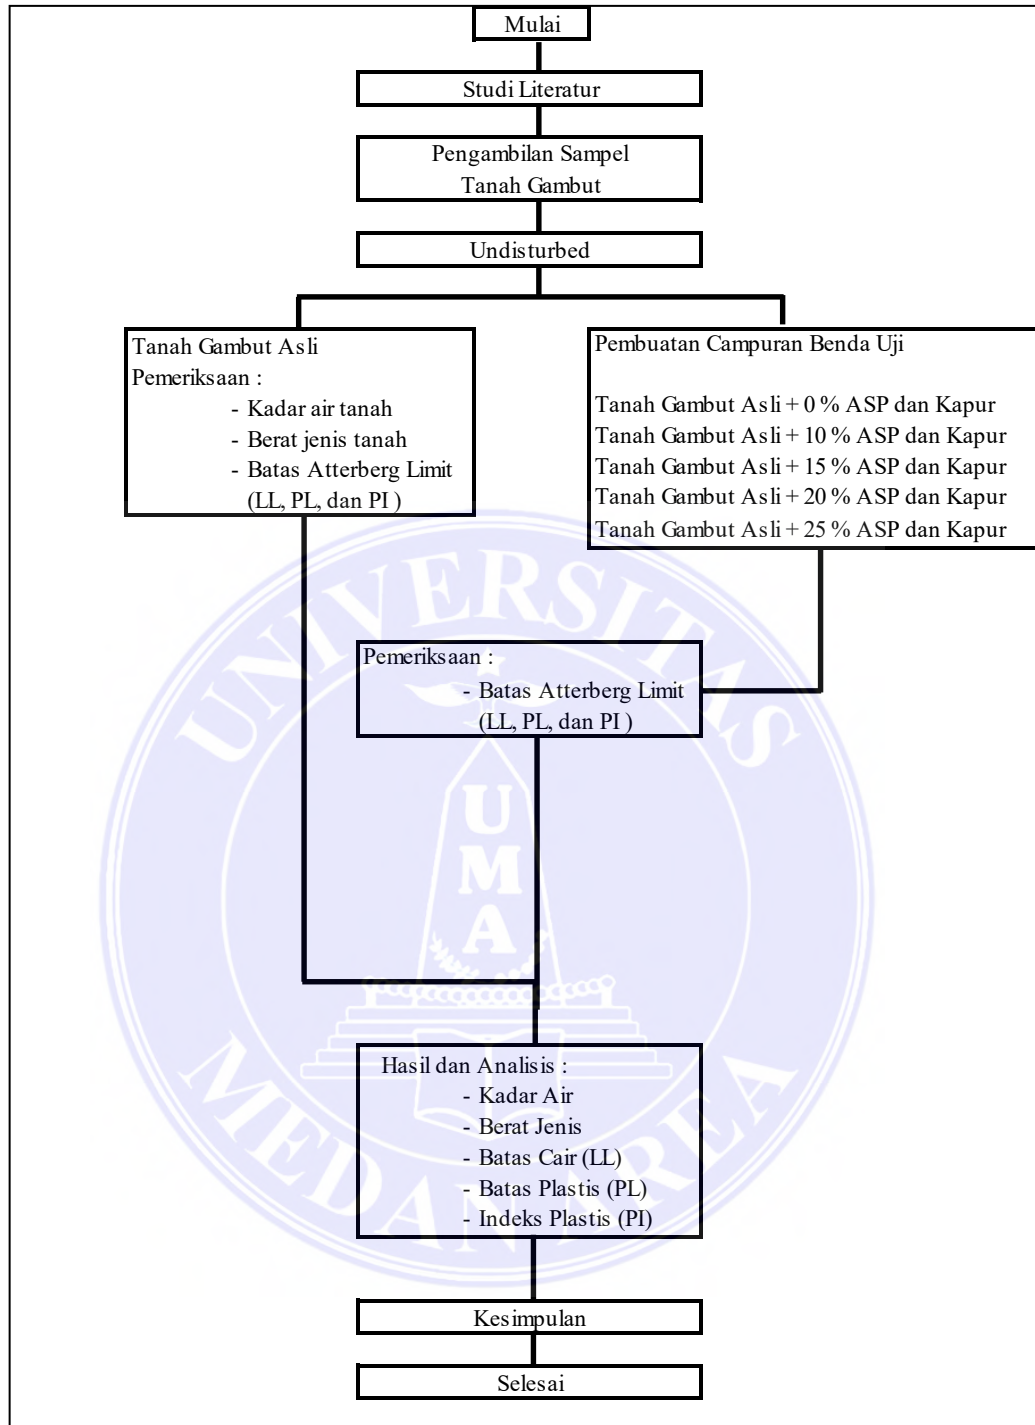 Mulai
Studi Literatur
Pengambilan Sampel
Tanah Gambut
Undisturbed
Tanah Gambut Asli
Pemeriksaan :
- Kadar air tanah
- Berat jenis tanah
- Batas Atterberg Limit
(LL, PL, dan PI )
Pembuatan Campuran Benda Uji
Tanah Gambut Asli + 0 % ASP dan Kapur
Tanah Gambut Asli + 10 % ASP dan Kapur
Tanah Gambut Asli + 15 % ASP dan Kapur
Tanah Gambut Asli + 20 % ASP dan Kapur
Tanah Gambut Asli + 25 % ASP dan Kapur
Pemeriksaan :
- Batas Atterberg Limit
(LL, PL, dan PI )
Hasil dan Analisis :
- Kadar Air
- Berat Jenis
- Batas Cair (LL)
- Batas Plastis (PL)
- Indeks Plastis (PI)
Kesimpulan
Selesai
UNIVERSITAS
UMA
MEDAN AREA